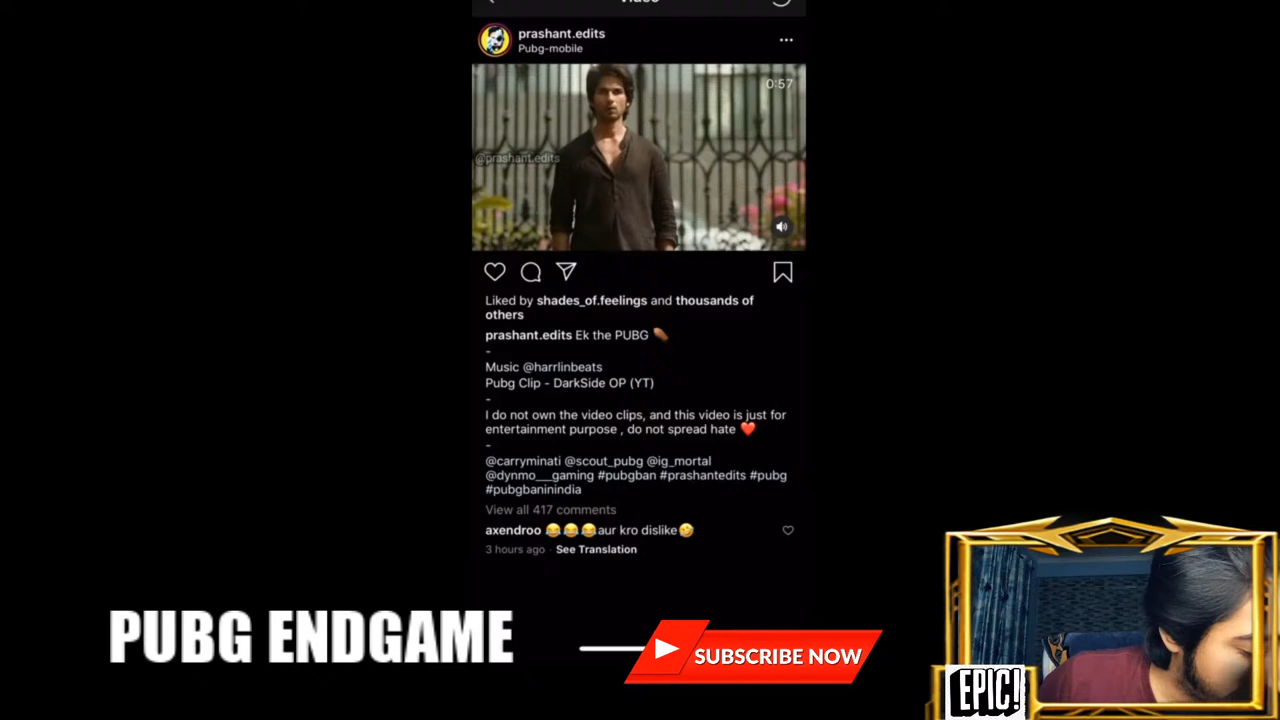 prashant.edits
Pubg-mobile
0:57
@prashant.edits
Liked by shades_of.feelings and thousands of
others
prashant.edits Ek the PUBG ⚰️
-
Music @harrlinbeats
Pubg Clip - DarkSide OP (YT)
-
I do not own the video clips, and this video is just for
entertainment purpose , do not spread hate ❤️
-
@carryminati @scout_pubg @ig_mortal
@dynmo___gaming #pubgban #prashantedits #pubg
#pubgbaninindia
View all 417 comments
axendroo 😂😂😂aur kro dislike🤣
3 hours ago · See Translation
PUBG ENDGAME
SUBSCRIBE NOW
EPIC!